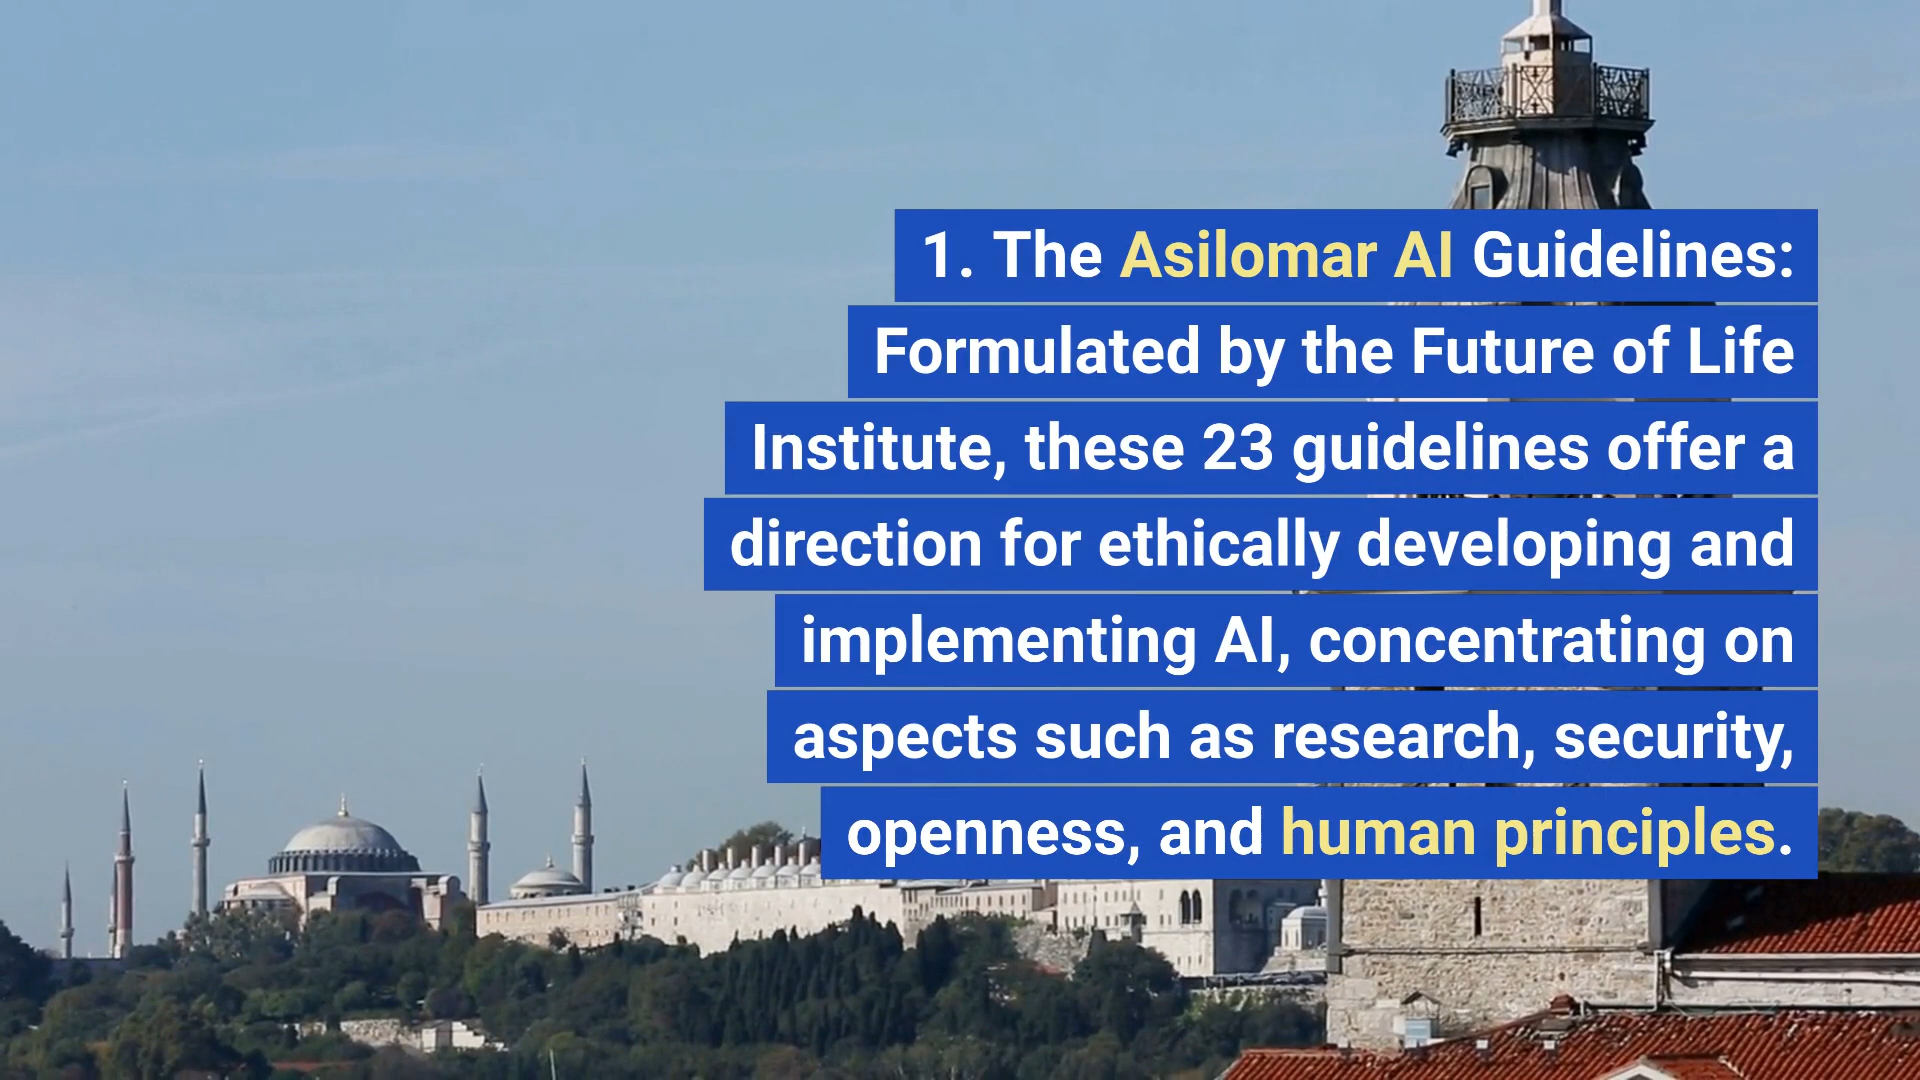 1. The Asilomar AI Guidelines:
Formulated by the Future of Life
Institute, these 23 guidelines offer a
direction for ethically developing and
implementing AI, concentrating on
aspects such as research, security,
openness, and human principles.